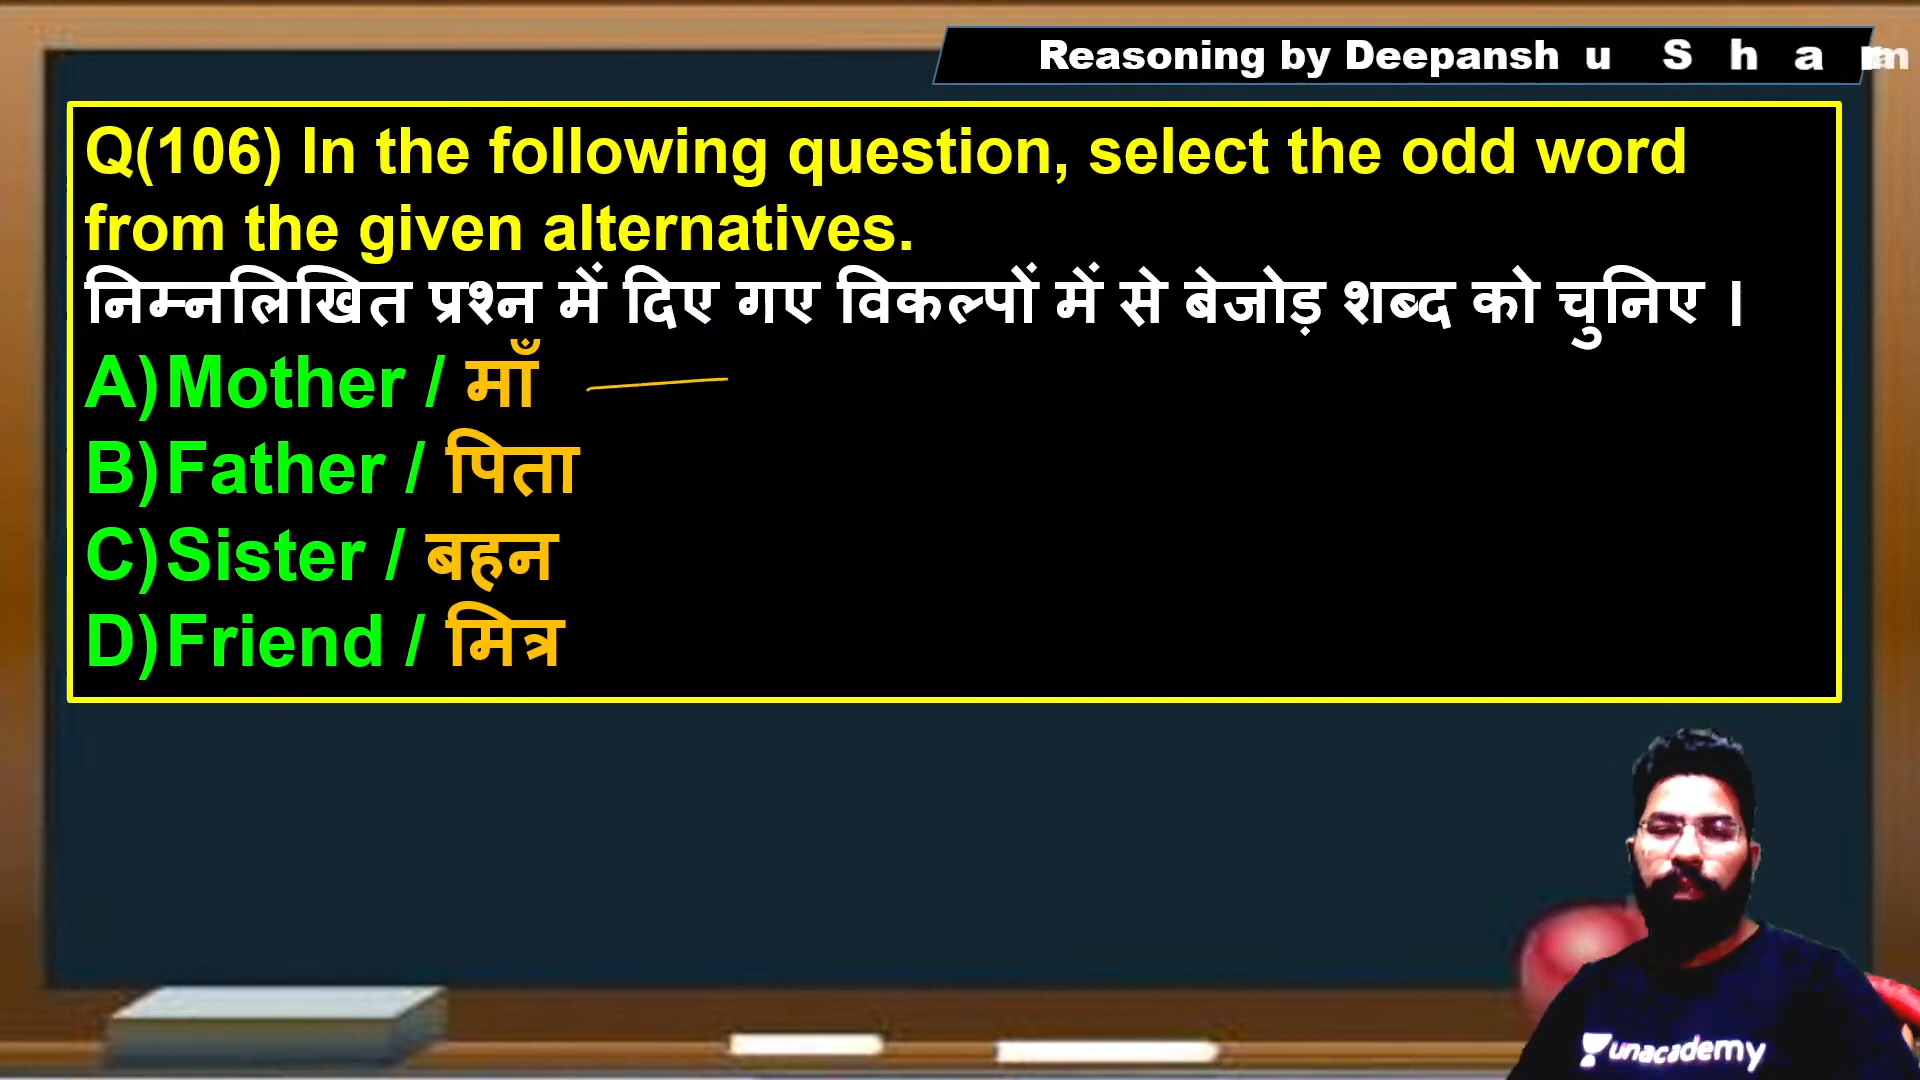 Reasoning by Deepanshu Sha
Q(106) In the following question, select the odd word
from the given alternatives.
निम्नलिखित प्रश्न में दिए गए विकल्पों में से बेजोड़ शब्द को चुनिए ।
A) Mother / माँ
B) Father / पिता
C) Sister / बहन
D) Friend / मित्र
unacademy